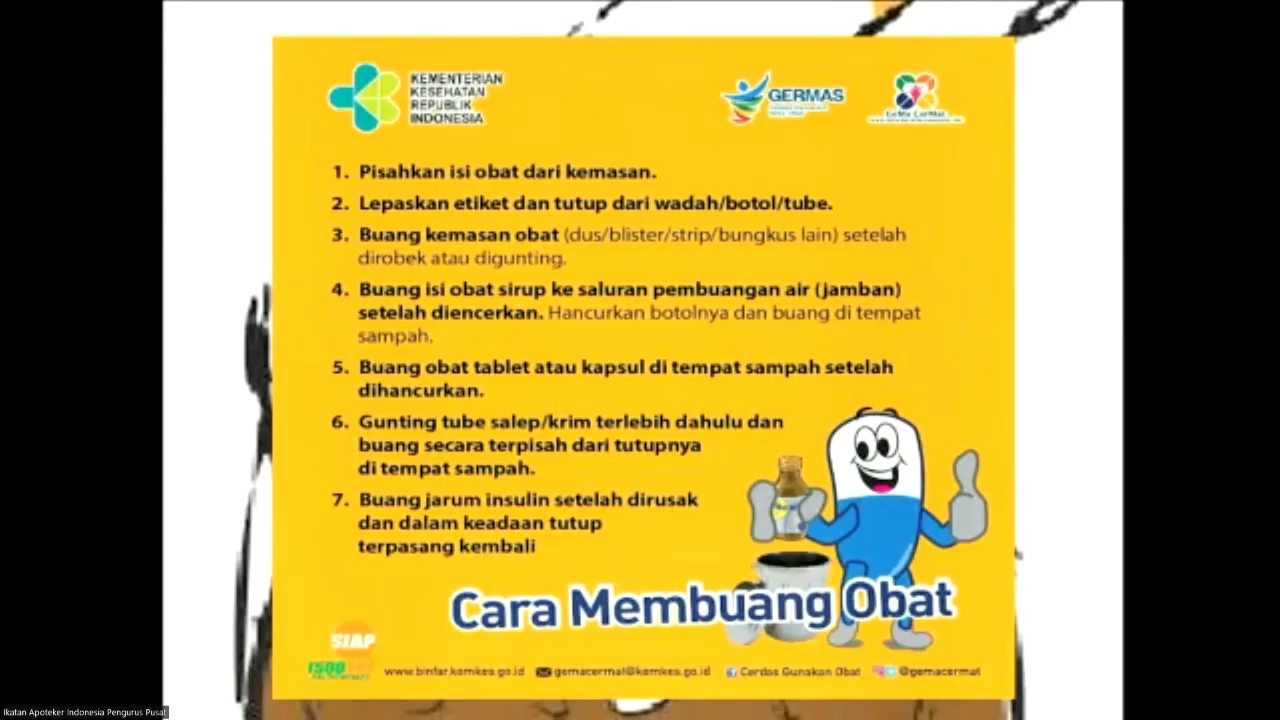 KEMENTERIAN
KESEHATAN
REPUBLIK
INDONESIA
GERMAS
GeMa CerMat
1. Pisahkan isi obat dari kemasan.
2. Lepaskan etiket dan tutup dari wadah/botol/tube.
3. Buang kemasan obat (dus/blister/strip/bungkus lain) setelah
dirobek atau digunting.
4. Buang isi obat sirup ke saluran pembuangan air (jamban)
setelah diencerkan. Hancurkan botolnya dan buang di tempat
sampah.
5. Buang obat tablet atau kapsul di tempat sampah setelah
dihancurkan.
6. Gunting tube salep/krim terlebih dahulu dan
buang secara terpisah dari tutupnya
di tempat sampah.
7. Buang jarum insulin setelah dirusak
dan dalam keadaan tutup
terpasang kembali
Cara Membuang Obat
SIAP
1500
www.binfar.kemkes.go.id gemacermat@kemkes.go.id Cerdas Gunakan Obat @gemacermat
Ikatan Apoteker Indonesia Pengurus Pusat